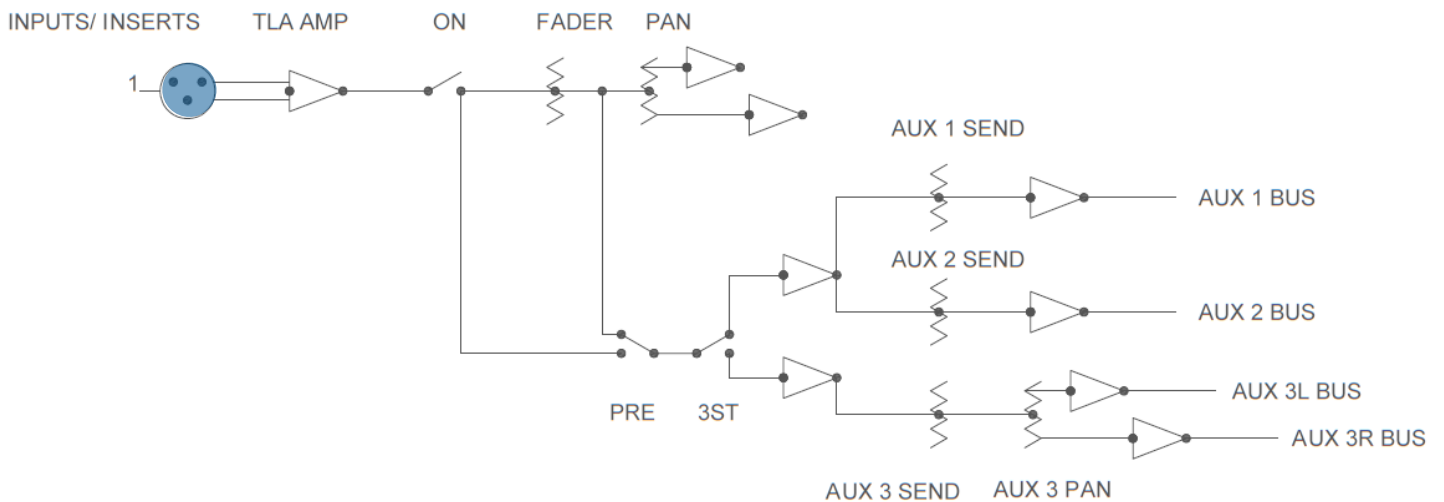 INPUTS/ INSERTS TLA AMP ON FADER PAN
1
AUX 1 SEND
AUX 1 BUS
AUX 2 SEND
AUX 2 BUS
PRE 3ST
AUX 3L BUS
AUX 3R BUS
AUX 3 SEND AUX 3 PAN